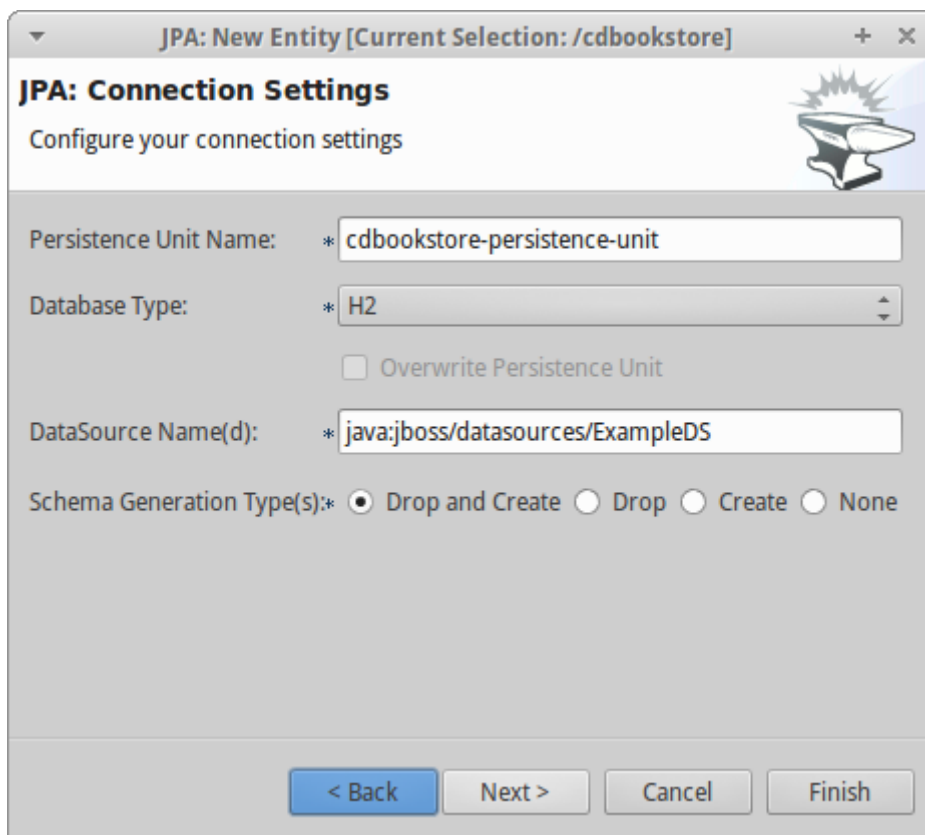 JPA: New Entity [Current Selection: /cdbookstore]
JPA: Connection Settings
Configure your connection settings
Persistence Unit Name: * cdbookstore-persistence-unit
Database Type: * H2
Overwrite Persistence Unit
DataSource Name(d): * java:jboss/datasources/ExampleDS
Schema Generation Type(s):* Drop and Create Drop Create None
< Back Next > Cancel Finish